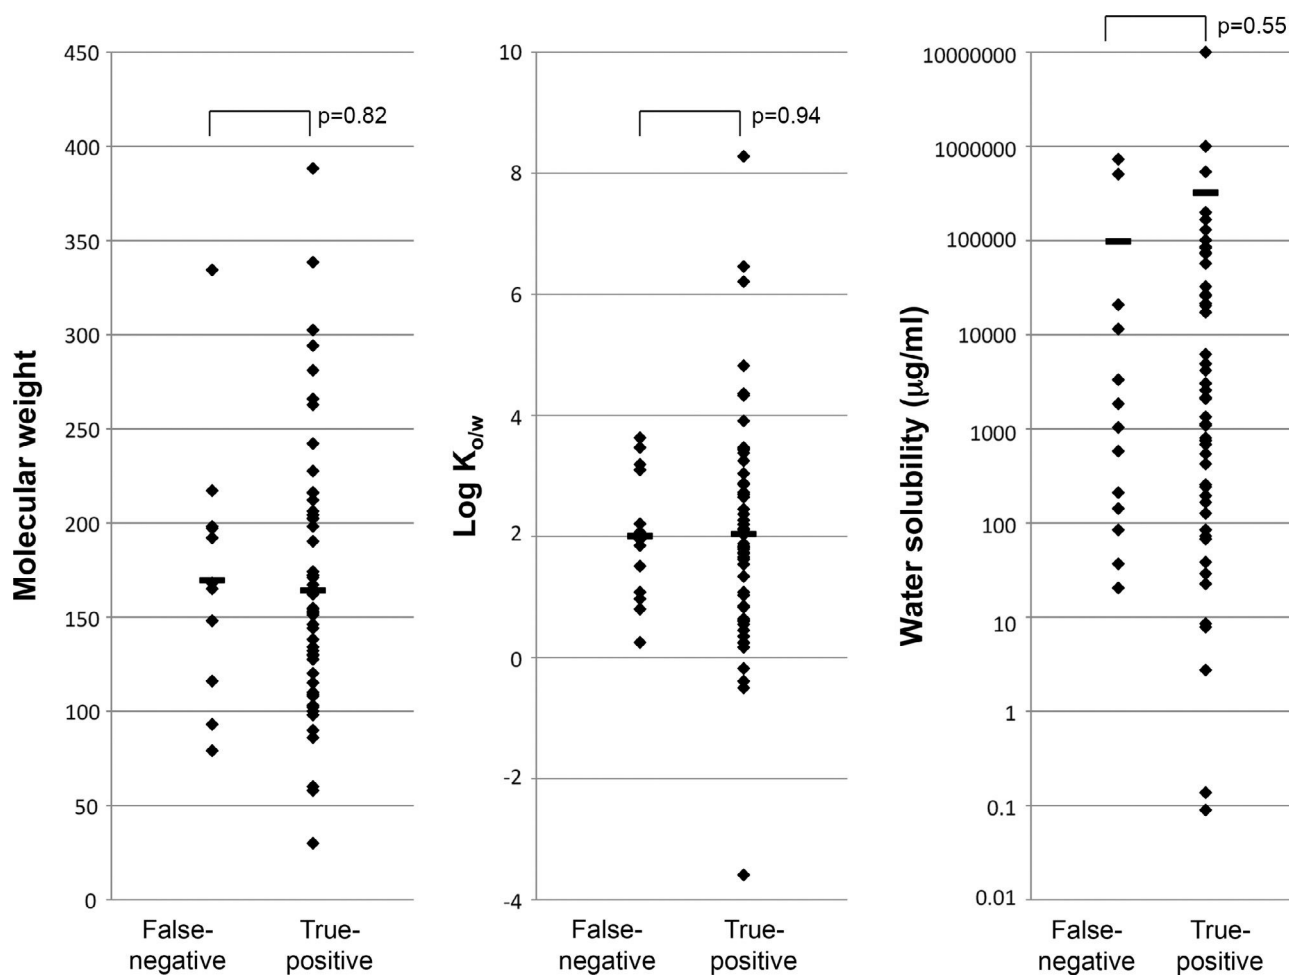 p=0.82
450
400
350
300
250
200
150
100
50
0
Molecular weight
False-
negative
True-
positive
p=0.94
10
8
6
4
2
0
-2
-4
Log K_{o/w}
False-
negative
True-
positive
p=0.55
10000000
1000000
100000
10000
1000
100
10
1
0.1
0.01
Water solubility (μg/ml)
False-
negative
True-
positive